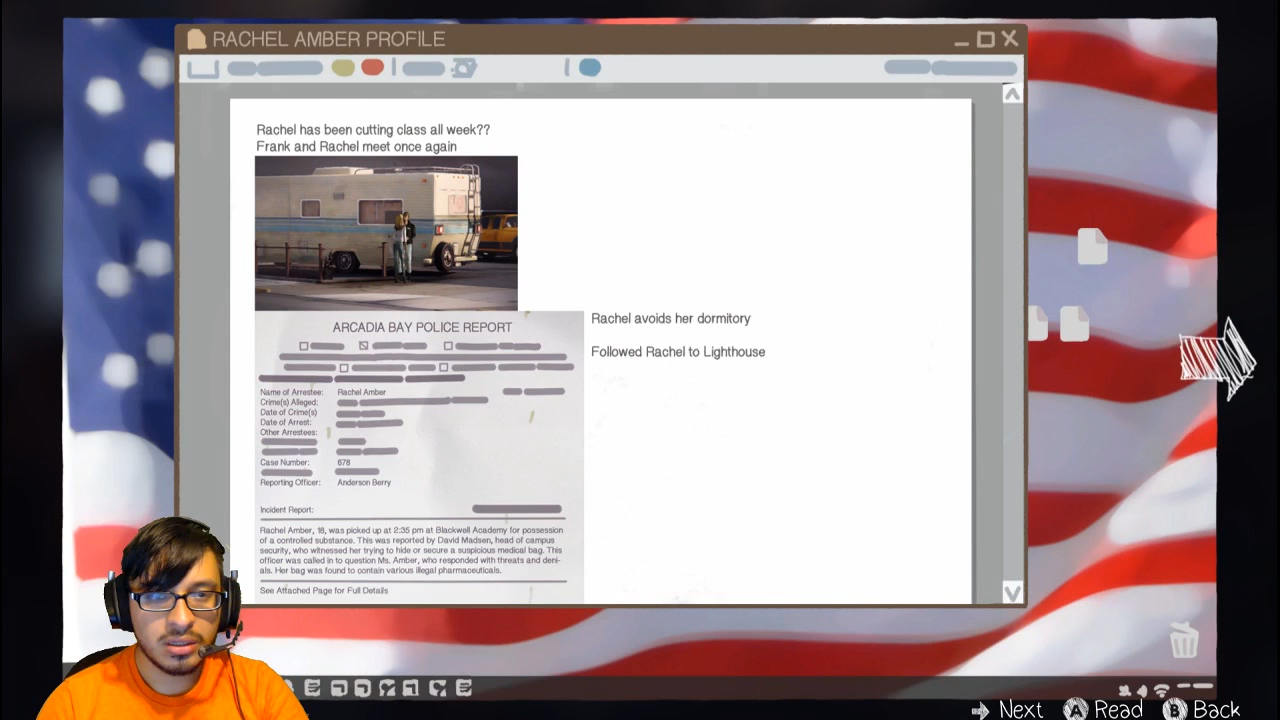 RACHEL AMBER PROFILE
Rachel has been cutting class all week??
Frank and Rachel meet once again
ARCADIA BAY POLICE REPORT
Name of Arrestee: Rachel Amber
Crime(s) Alleged:
Date of Crime(s)
Date of Arrest:
Other Arrestees:
Case Number: 678
Reporting Officer: Anderson Berry
Incident Report:
Rachel Amber, 18, was picked up at 2:35 pm at Blackwell Academy for possession
of a controlled substance. This was reported by David Madsen, head of campus
security, who witnessed her trying to hide or secure a suspicious medical bag. This
officer was called in to question Ms. Amber, who responded with threats and deni-
als. Her bag was found to contain various illegal pharmaceuticals.
See Attached Page for Full Details
Rachel avoids her dormitory
Followed Rachel to Lighthouse
Next A Read B Back